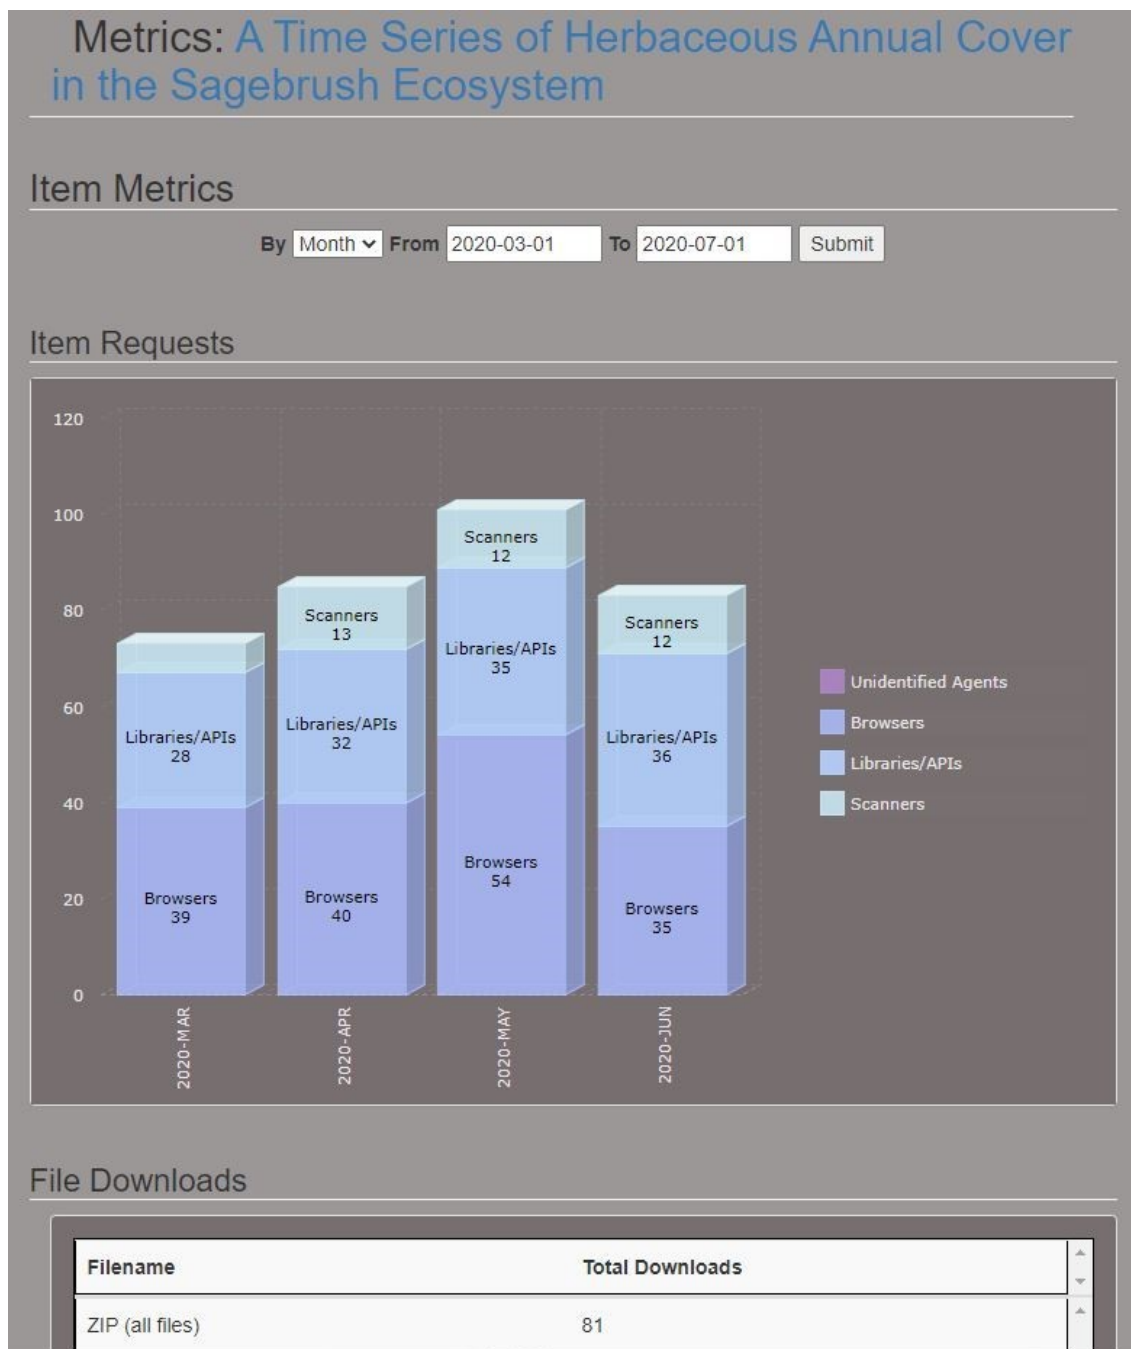 Metrics: A Time Series of Herbaceous Annual Cover
in the Sagebrush Ecosystem
Item Metrics
By Month From 2020-03-01 To 2020-07-01 Submit
Item Requests
120
100
80
60
40
20
0
Libraries/APIs
28
Browsers
39
Scanners
13
Libraries/APIs
32
Browsers
40
Scanners
12
Libraries/APIs
35
Browsers
54
Scanners
12
Libraries/APIs
36
Browsers
35
2020-MAR
2020-APR
2020-MAY
2020-JUN
Unidentified Agents
Browsers
Libraries/APIs
Scanners
File Downloads
Filename Total Downloads
ZIP (all files) 81